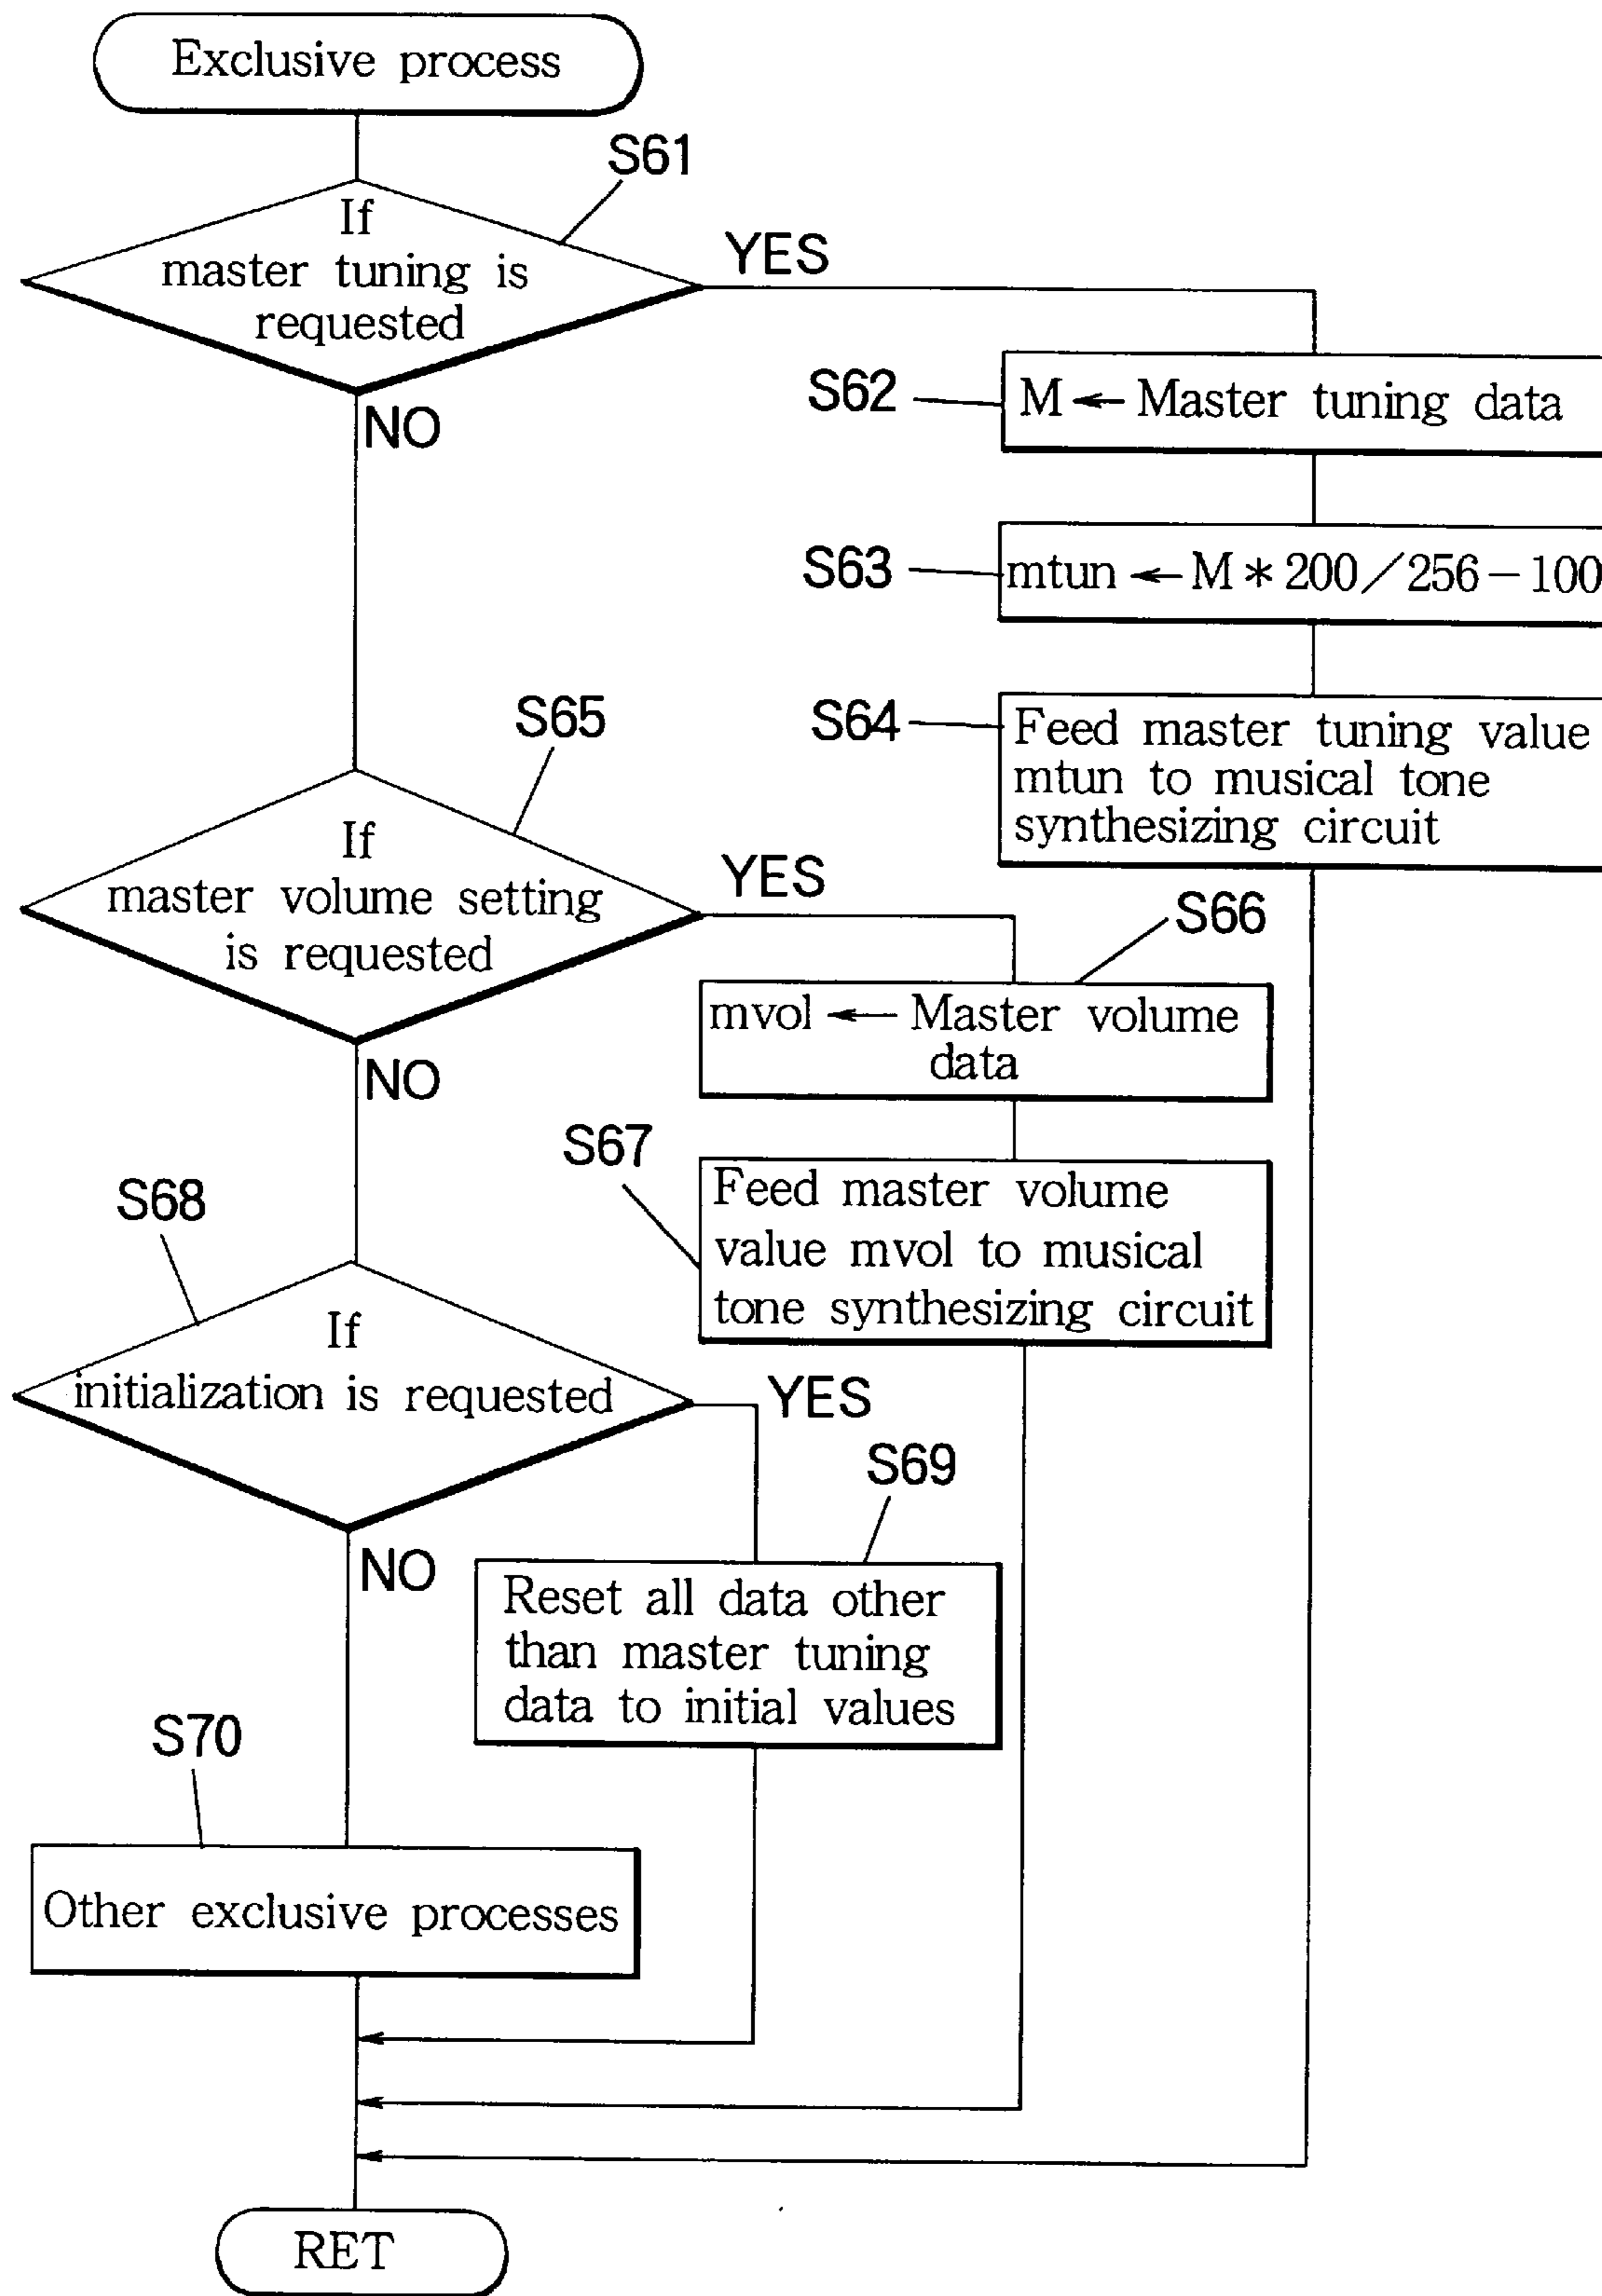 Exclusive process
S61
If
master tuning is
requested
YES
NO
S62
M ← Master tuning data
S63
mtun ← M * 200/256 - 100
S64
Feed master tuning value
mtun to musical tone
synthesizing circuit
S65
If
master volume setting
is requested
YES
NO
S66
mvol ← Master volume
data
S67
Feed master volume
value mvol to musical
tone synthesizing circuit
S68
If
initialization is requested
YES
NO
S69
Reset all data other
than master tuning
data to initial values
S70
Other exclusive processes
RET